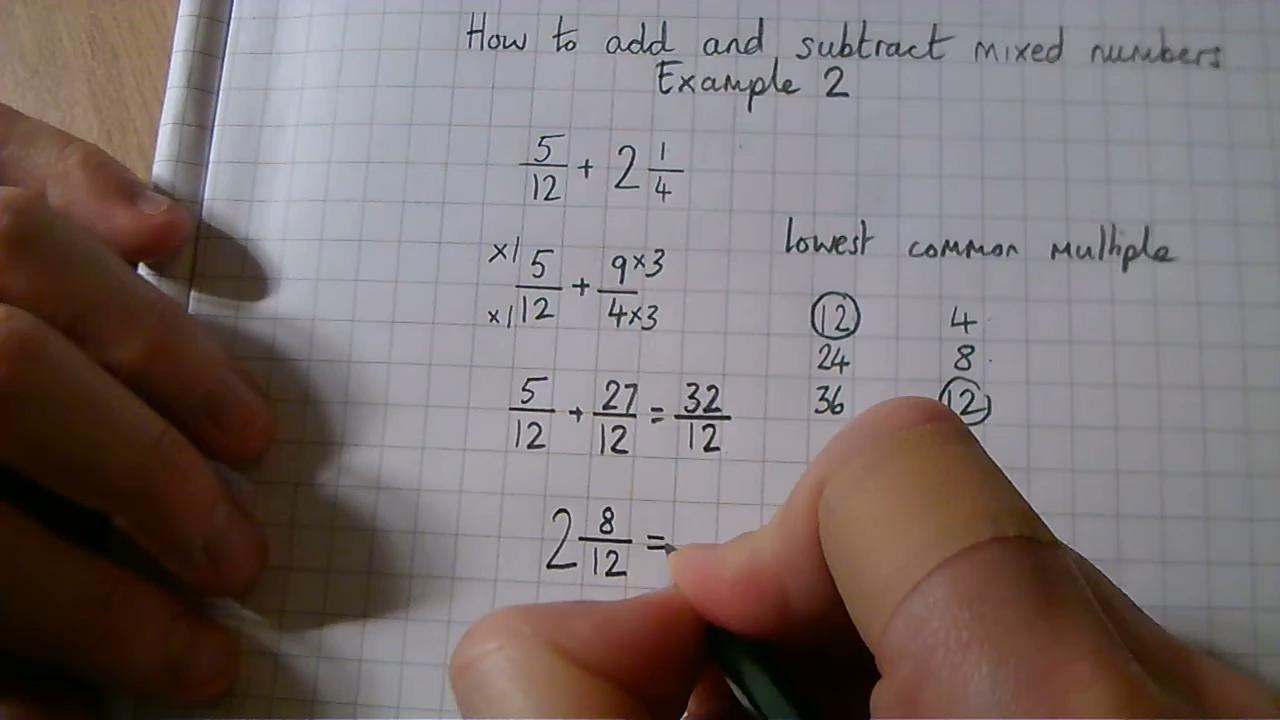 How to add and subtract mixed numbers
Example 2
5/12 + 2 1/4
lowest common multiple
×1 5/12 ×1 + 9/4 ×3 ×3
12 4
24 8
36 12
5/12 + 27/12 = 32/12
2 8/12 =